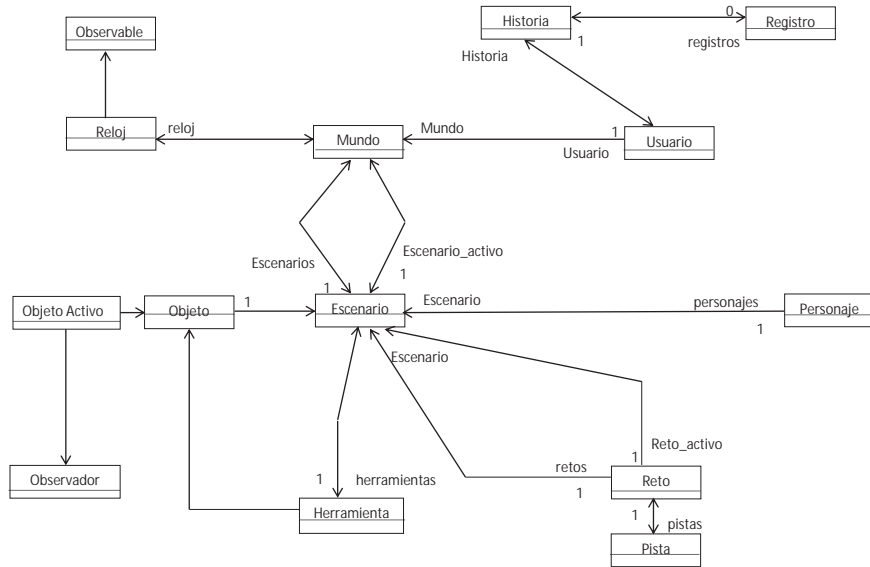 Historia
0
Registro
1
registros
Observable
Historia
Reloj
reloj
Mundo
Mundo
1
Usuario
Usuario
Escenarios
Escenario_activo
1
1
Objeto Activo
Objeto
1
Escenario
Escenario
personajes
1
Personaje
Escenario
Observador
1
herramientas
Herramienta
retos
1
Reto_activo
1
Reto
1
pistas
Pista